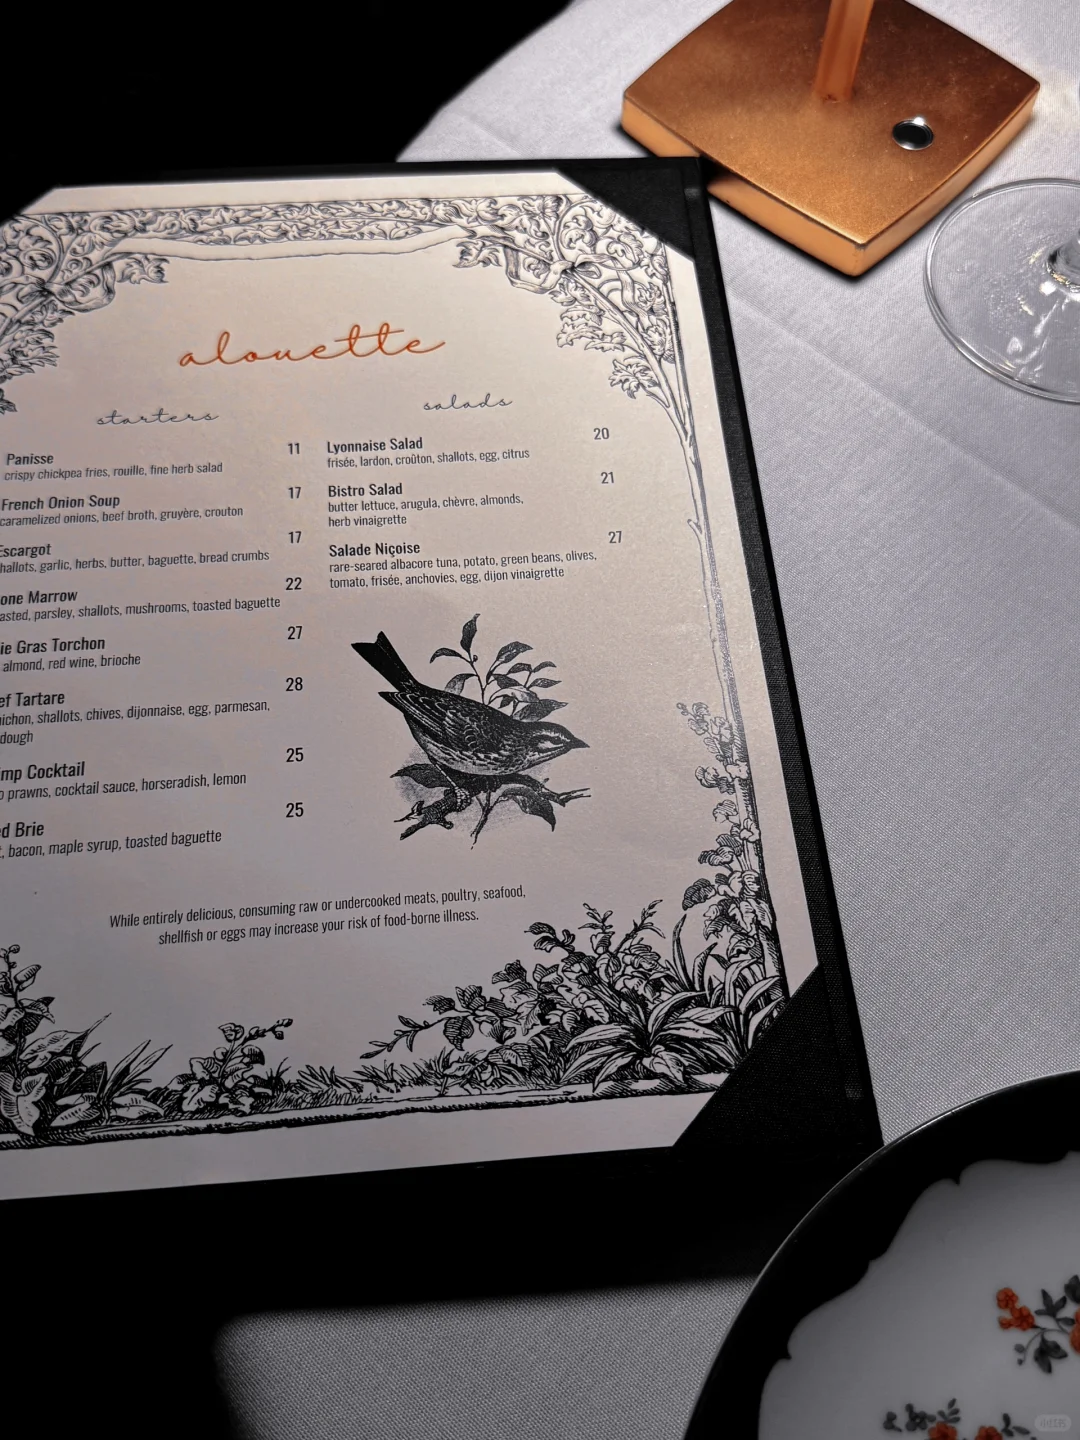 alouette
starters
Panisse 11
crispy chickpea fries, rouille, fine herb salad
French Onion Soup 17
caramelized onions, beef broth, gruyère, crouton
Escargot 17
hallots, garlic, herbs, butter, baguette, bread crumbs
one Marrow 22
asted, parsley, shallots, mushrooms, toasted baguette
ie Gras Torchon 27
almond, red wine, brioche
ef Tartare 28
nichon, shallots, chives, dijonnaise, egg, parmesan,
dough
imp Cocktail 25
o prawns, cocktail sauce, horseradish, lemon
ed Brie 25
, bacon, maple syrup, toasted baguette
salads
Lyonnaise Salad 20
frisée, lardon, croûton, shallots, egg, citrus
Bistro Salad 21
butter lettuce, arugula, chèvre, almonds,
herb vinaigrette
Salade Niçoise 27
rare-seared albacore tuna, potato, green beans, olives,
tomato, frisée, anchovies, egg, dijon vinaigrette
While entirely delicious, consuming raw or undercooked meats, poultry, seafood,
shellfish or eggs may increase your risk of food-borne illness.